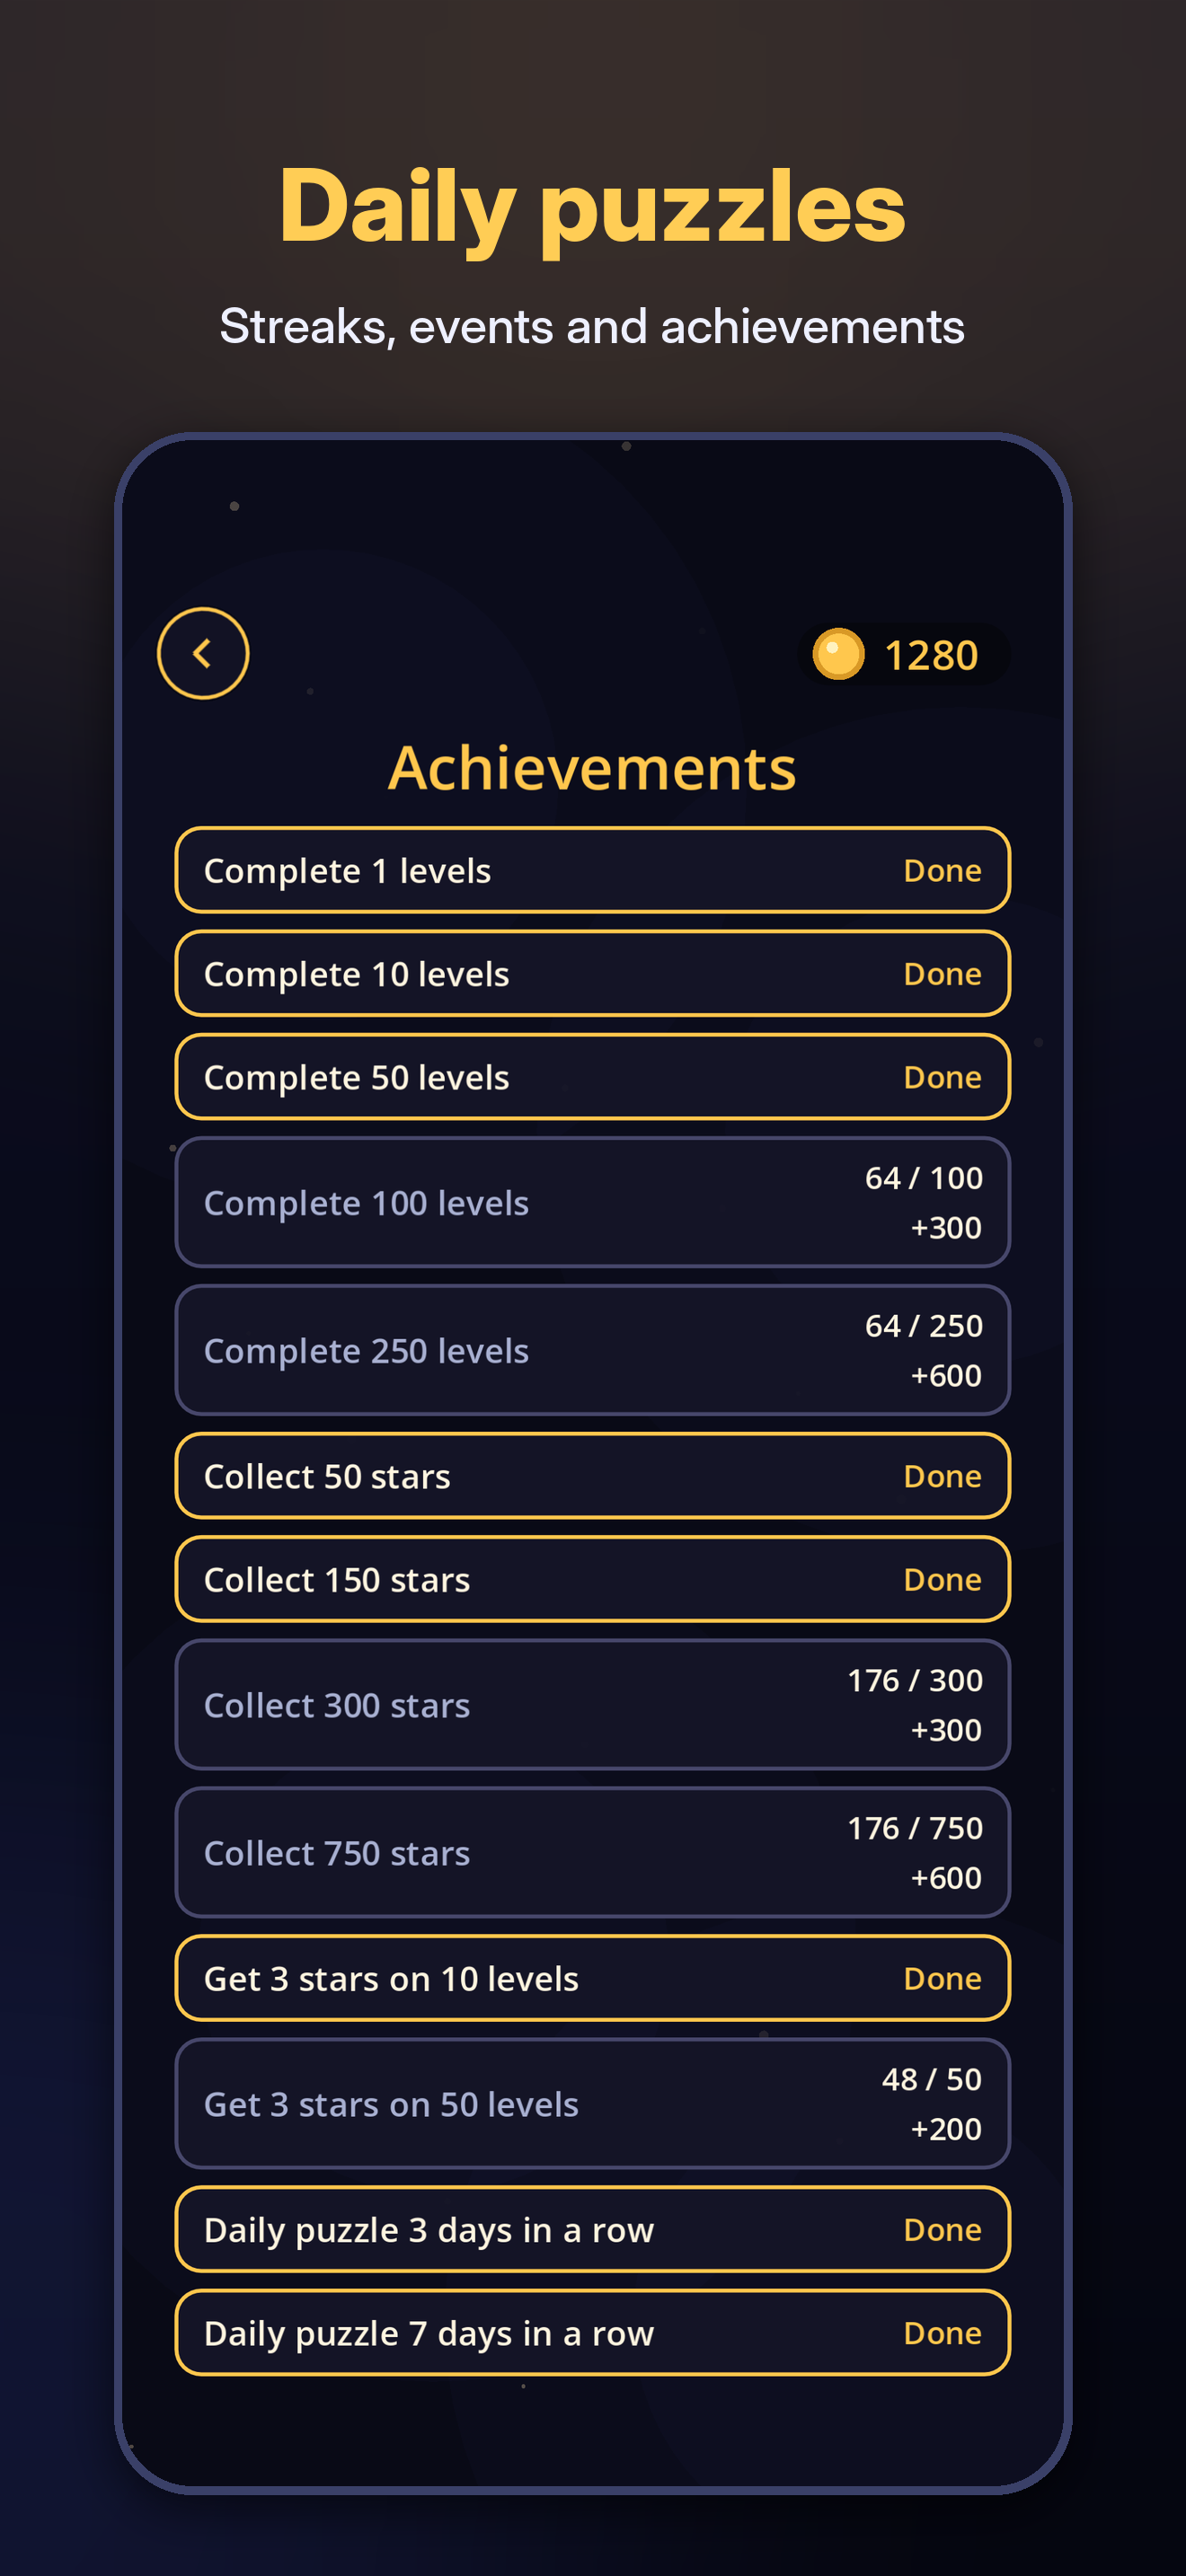 Daily puzzles
Streaks, events and achievements
1280
Achievements
Complete 1 levels Done
Complete 10 levels Done
Complete 50 levels Done
Complete 100 levels 64 / 100
+300
Complete 250 levels 64 / 250
+600
Collect 50 stars Done
Collect 150 stars Done
Collect 300 stars 176 / 300
+300
Collect 750 stars 176 / 750
+600
Get 3 stars on 10 levels Done
Get 3 stars on 50 levels 48 / 50
+200
Daily puzzle 3 days in a row Done
Daily puzzle 7 days in a row Done